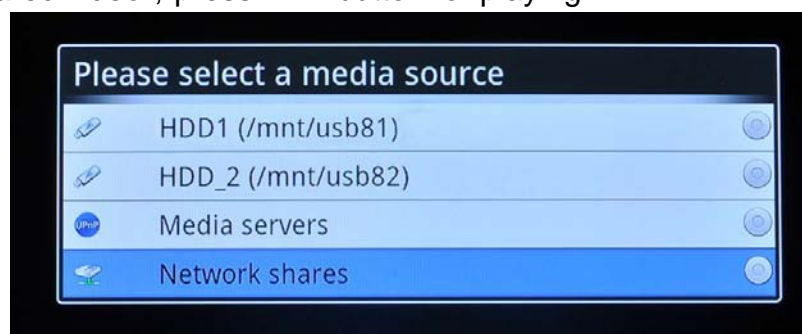 Please select a media source
HDD1 (/mnt/usb81)
HDD_2 (/mnt/usb82)
UPnP Media servers
Network shares